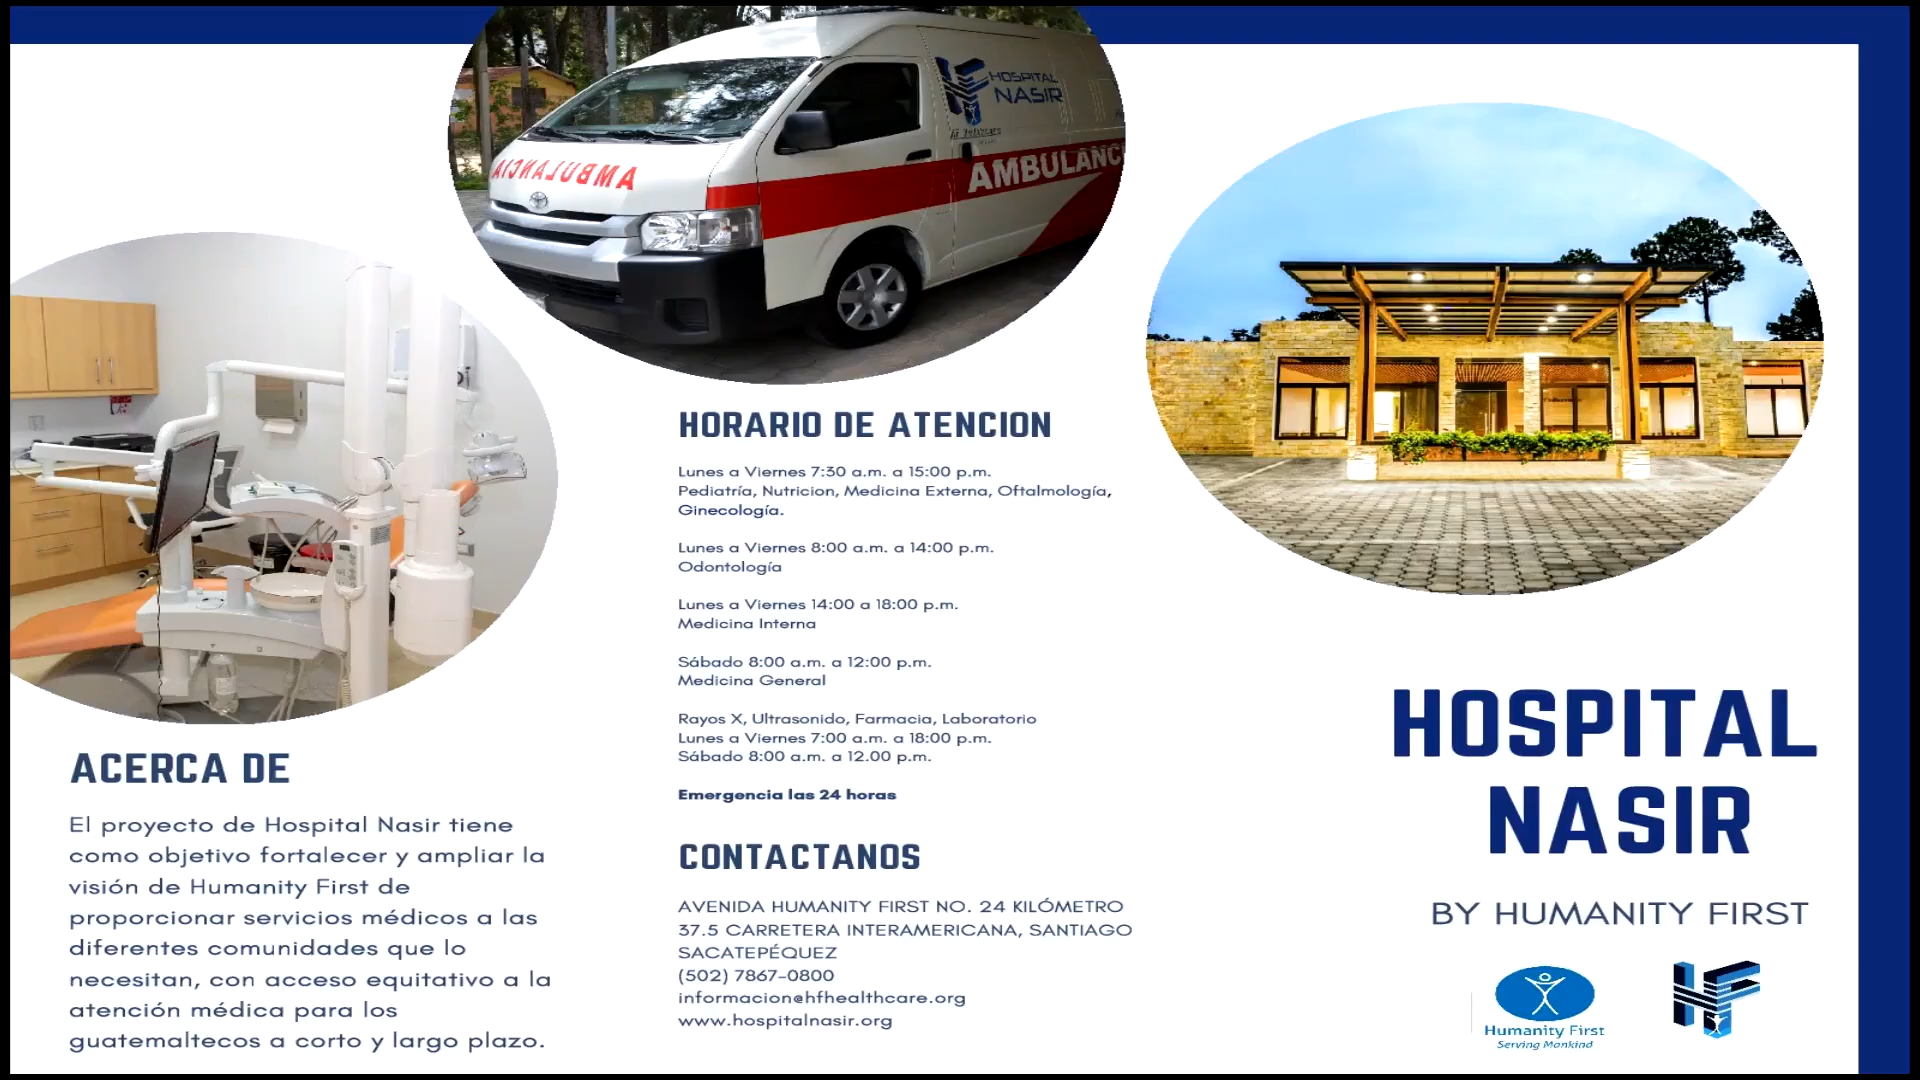 ACERCA DE
El proyecto de Hospital Nasir tiene
como objetivo fortalecer y ampliar la
visión de Humanity First de
proporcionar servicios médicos a las
diferentes comunidades que lo
necesitan, con acceso equitativo a la
atención médica para los
guatemaltecos a corto y largo plazo.
HOSPITAL
NASIR
AMBULANCIA
AMBULANC
HORARIO DE ATENCION
Lunes a Viernes 7:30 a.m. a 15:00 p.m.
Pediatría, Nutricion, Medicina Externa, Oftalmología,
Ginecología.
Lunes a Viernes 8:00 a.m. a 14:00 p.m.
Odontología
Lunes a Viernes 14:00 a 18:00 p.m.
Medicina Interna
Sábado 8:00 a.m. a 12:00 p.m.
Medicina General
Rayos X, Ultrasonido, Farmacia, Laboratorio
Lunes a Viernes 7:00 a.m. a 18:00 p.m.
Sábado 8:00 a.m. a 12.00 p.m.
Emergencia las 24 horas
CONTACTANOS
AVENIDA HUMANITY FIRST NO. 24 KILÓMETRO
37.5 CARRETERA INTERAMERICANA, SANTIAGO
SACATEPÉQUEZ
(502) 7867-0800
informacion@hfhealthcare.org
www.hospitalnasir.org
HOSPITAL
NASIR
BY HUMANITY FIRST
Humanity First
Serving Mankind
HF